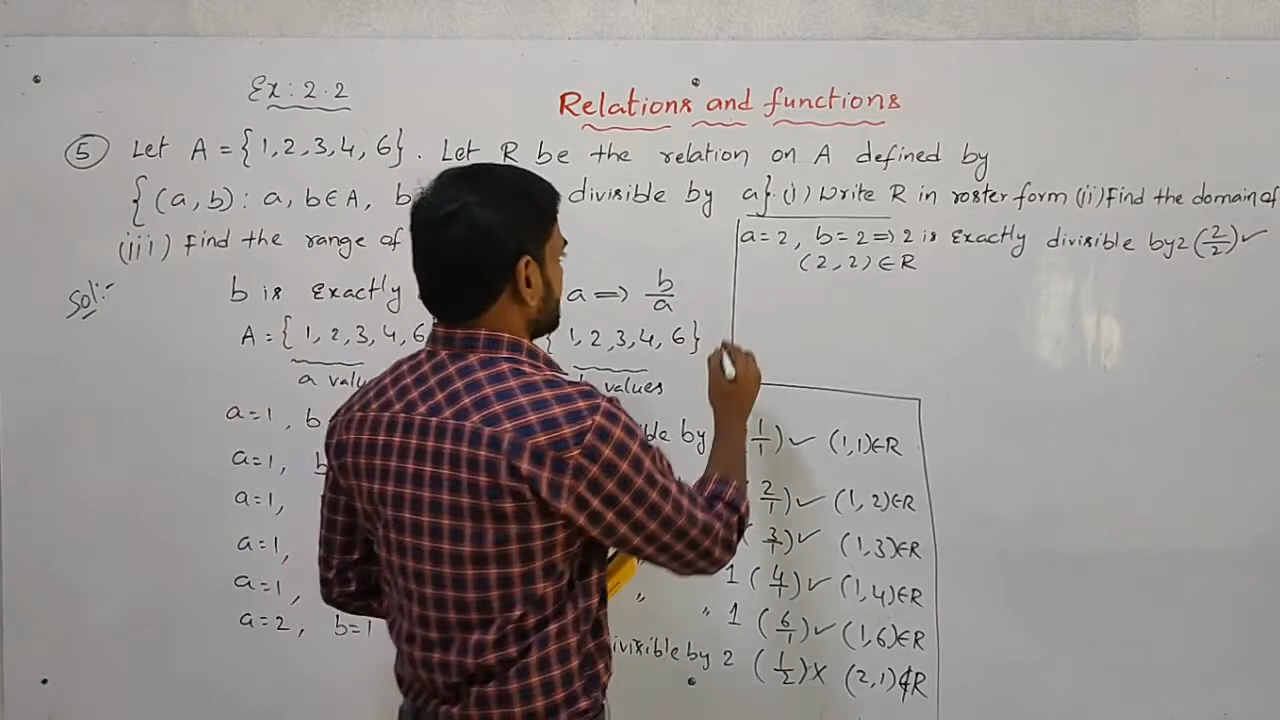 Ex: 2.2
Relations and functions
(5) Let A = {1,2,3,4,6}. Let R be the relation on A defined by
{(a,b): a, b∈A, b divisible by a}. (i) Write R in roster form (ii) Find the domain of
(iii) Find the range of
a=2, b=2 ⇒ 2 is Exactly divisible by 2 (2/2) ✓
(2,2)∈R
Sol:-
b is Exactly a ⇒ b/a
A = {1,2,3,4,6 1,2,3,4,6}
a values
a=1, b ble by (1/1) ✓ (1,1)∈R
a=1, b (2/1) ✓ (1,2)∈R
a=1, (3/1) ✓ (1,3)∈R
a=1, 1 (4/1) ✓ (1,4)∈R
a=1, " " 1 (6/1) ✓ (1,6)∈R
a=2, b=1 divisible by 2 (1/2) X (2,1)∉R